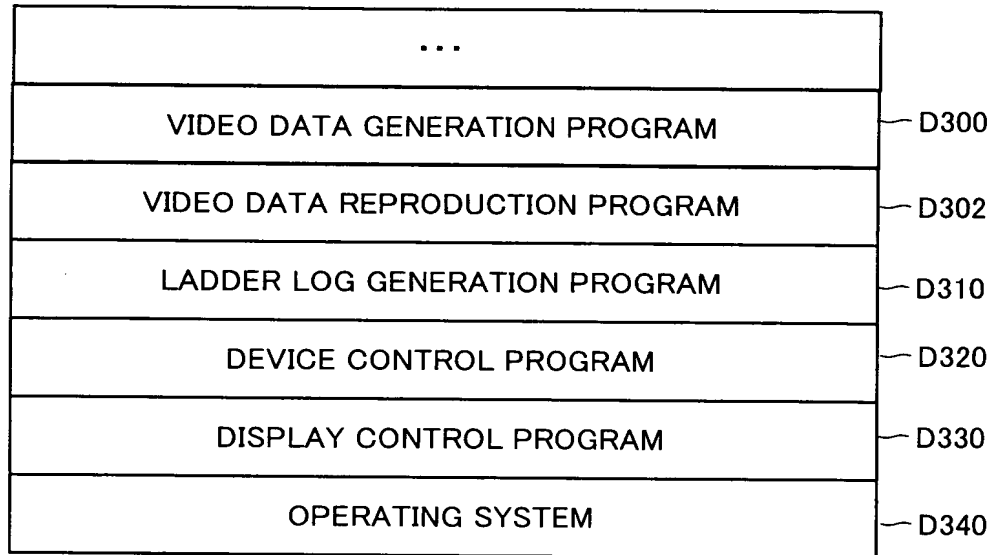 ...
VIDEO DATA GENERATION PROGRAM D300
VIDEO DATA REPRODUCTION PROGRAM D302
LADDER LOG GENERATION PROGRAM D310
DEVICE CONTROL PROGRAM D320
DISPLAY CONTROL PROGRAM D330
OPERATING SYSTEM D340